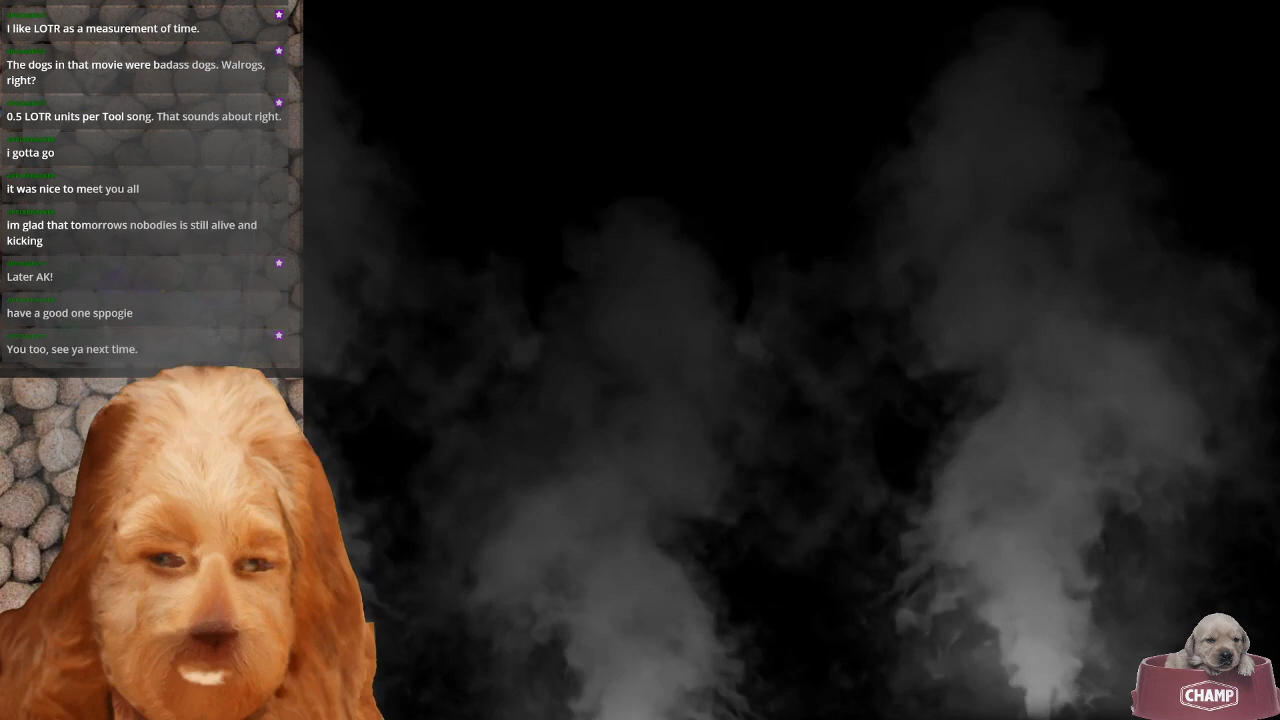 I like LOTR as a measurement of time.
The dogs in that movie were badass dogs. Walrogs,
right?
0.5 LOTR units per Tool song. That sounds about right.
i gotta go
it was nice to meet you all
im glad that tomorrows nobodies is still alive and
kicking
Later AK!
have a good one sppogie
You too, see ya next time.
CHAMP